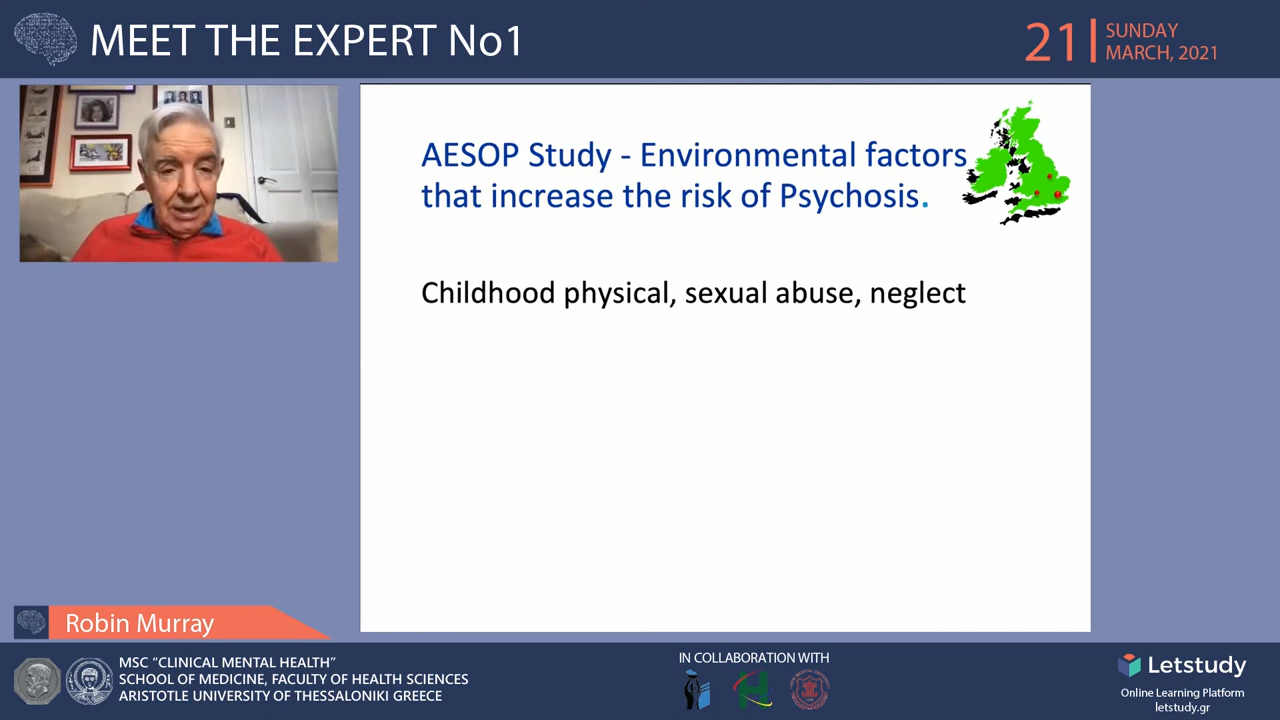 MEET THE EXPERT No1
21
SUNDAY
MARCH, 2021
AESOP Study - Environmental factors
that increase the risk of Psychosis.
Childhood physical, sexual abuse, neglect
Robin Murray
MSC “CLINICAL MENTAL HEALTH”
SCHOOL OF MEDICINE, FACULTY OF HEALTH SCIENCES
ARISTOTLE UNIVERSITY OF THESSALONIKI GREECE
IN COLLABORATION WITH
Letstudy
Online Learning Platform
letstudy.gr